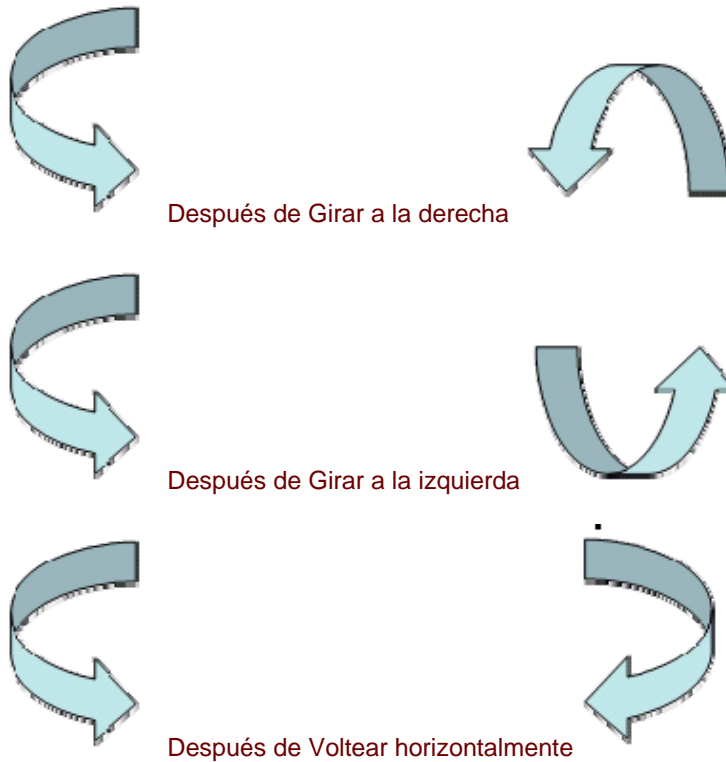 Después de Girar a la derecha
Después de Girar a la izquierda
.
Después de Voltear horizontalmente